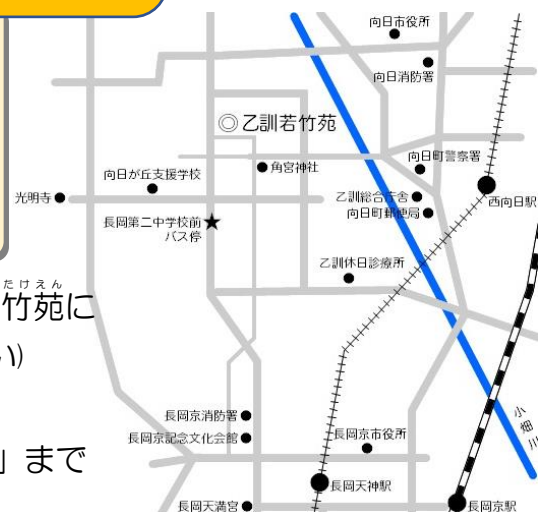 向日市役所
向日消防署
◎乙訓若竹苑
向日町警察署
角宮神社
向日が丘支援学校
光明寺
乙訓総合庁舎
西向日駅
向日町郵便局
長岡第二中学校前
バス停
乙訓休日診療所
たけえん
竹苑に
い)
小畑川
長岡京消防署
長岡京記念文化会館
長岡京市役所
」まで
長岡天神駅
長岡天満宮
長岡京駅